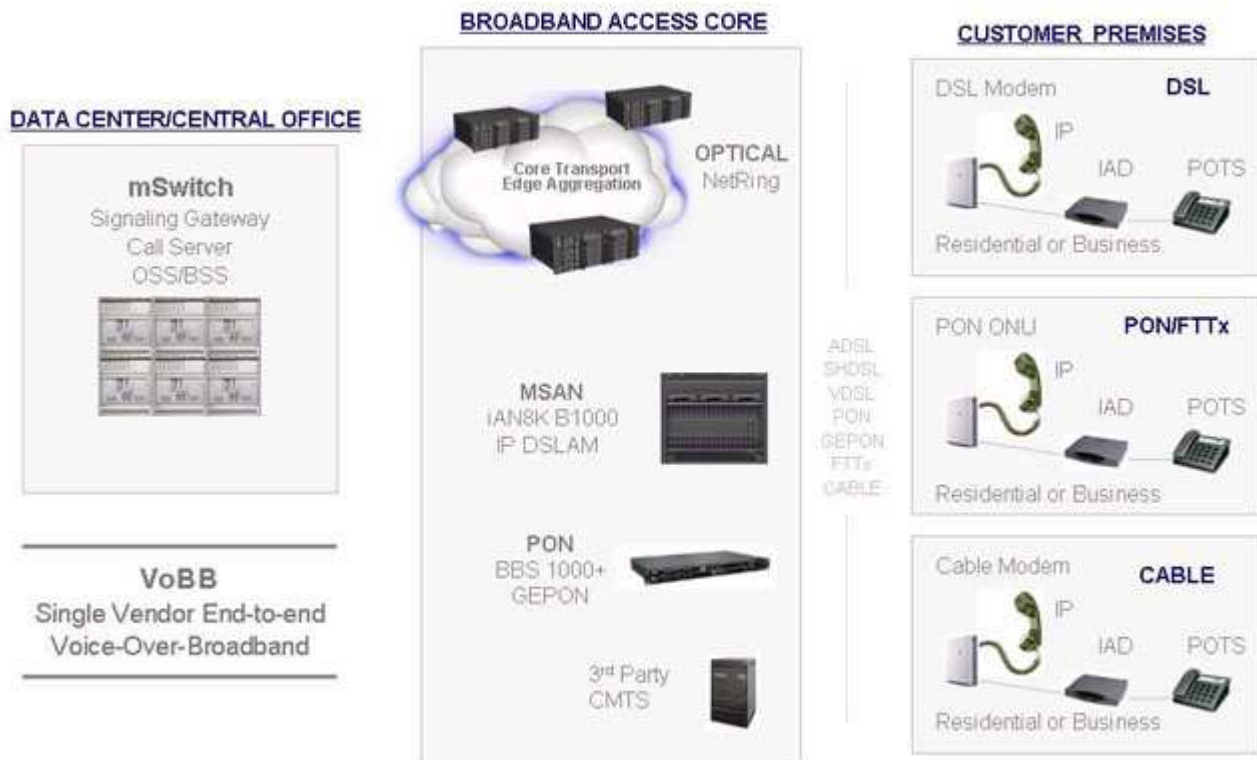 DATA CENTER/CENTRAL OFFICE
mSwitch
Signaling Gateway
Call Server
OSS/BSS
VoBB
Single Vendor End-to-end
Voice-Over-Broadband
BROADBAND ACCESS CORE
Core Transport
Edge Aggregation
OPTICAL
NetRing
MSAN
iAN8K B1000
IP DSLAM
PON
BBS 1000+
GEPON
3rd Party
CMTS
ADSL
SHDSL
VDSL
PON
GEPON
FTTx
CABLE
CUSTOMER PREMISES
DSL Modem
DSL
IP
IAD
POTS
Residential or Business
PON ONU
PON/FTTx
IP
IAD
POTS
Residential or Business
Cable Modem
CABLE
IP
IAD
POTS
Residential or Business